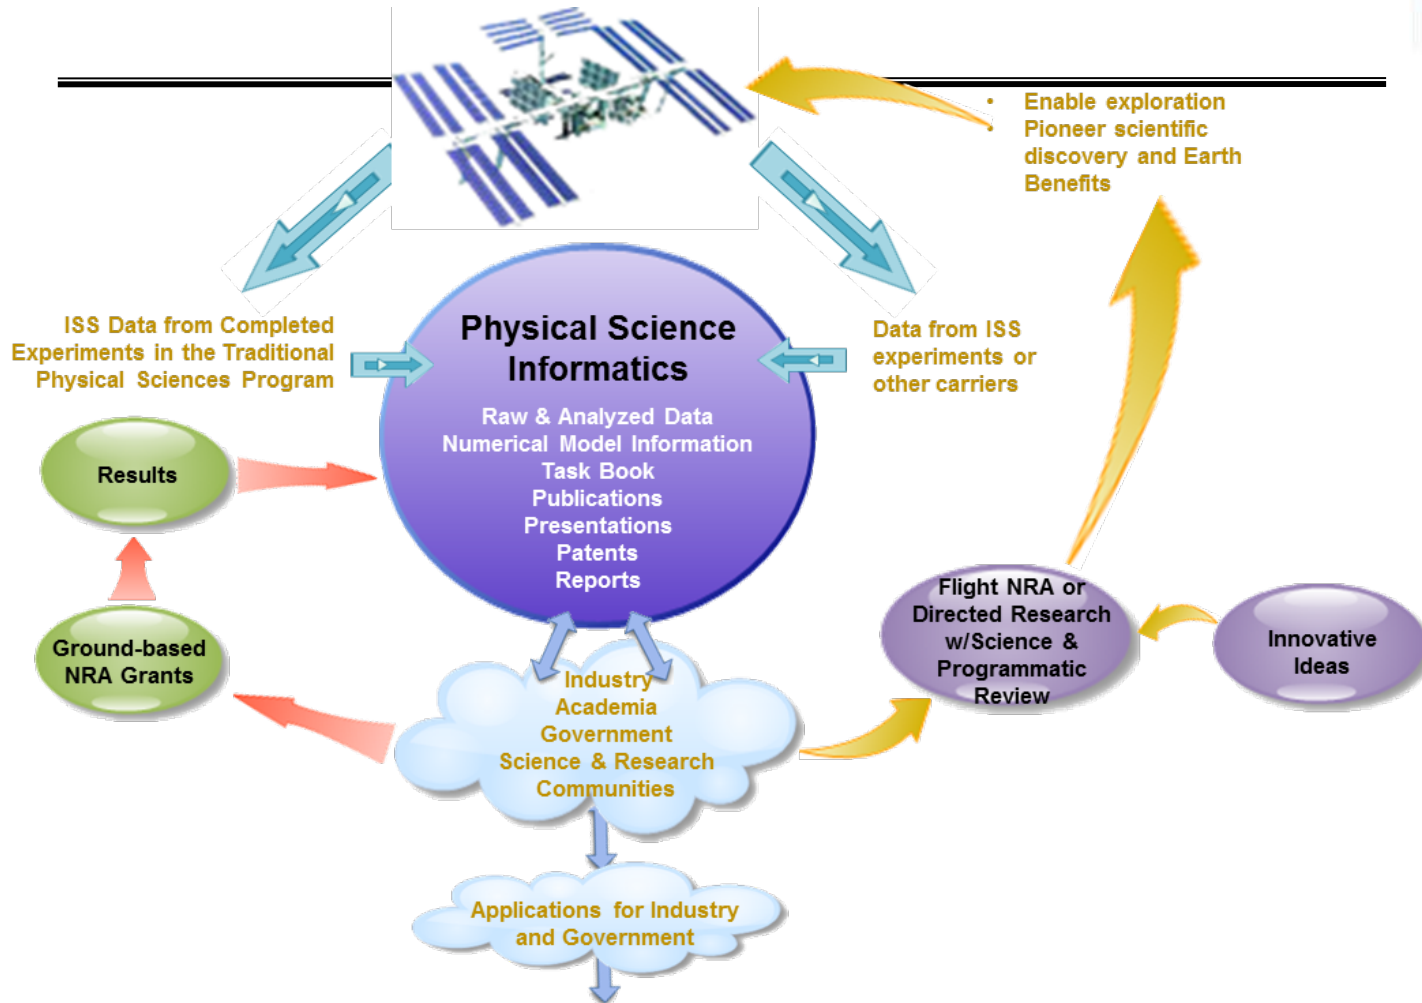 • Enable exploration
• Pioneer scientific
discovery and Earth
Benefits
ISS Data from Completed
Experiments in the Traditional
Physical Sciences Program
Physical Science
Informatics
Raw & Analyzed Data
Numerical Model Information
Task Book
Publications
Presentations
Patents
Reports
Data from ISS
experiments or
other carriers
Results
Ground-based
NRA Grants
Industry
Academia
Government
Science & Research
Communities
Flight NRA or
Directed Research
w/Science &
Programmatic
Review
Innovative
Ideas
Applications for Industry
and Government